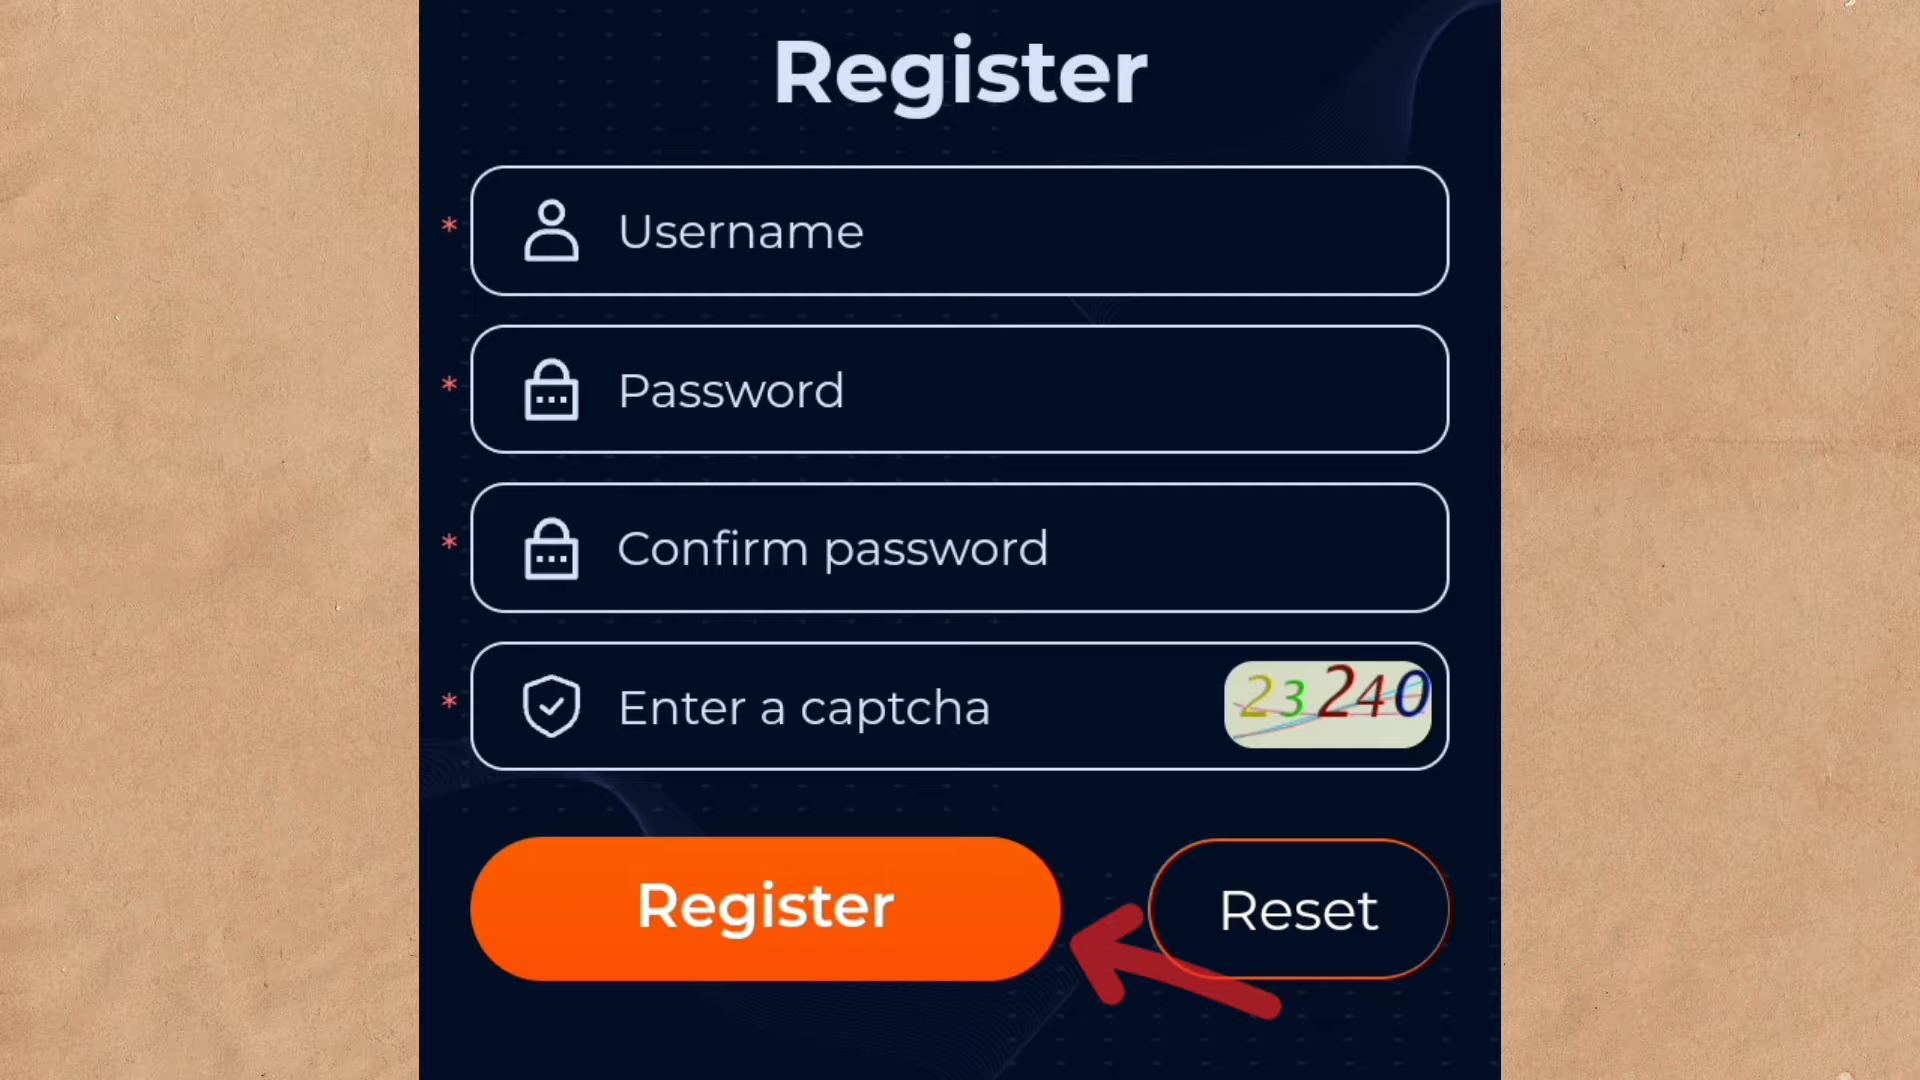 Register
* Username
* Password
* Confirm password
* Enter a captcha 23240
Register Reset